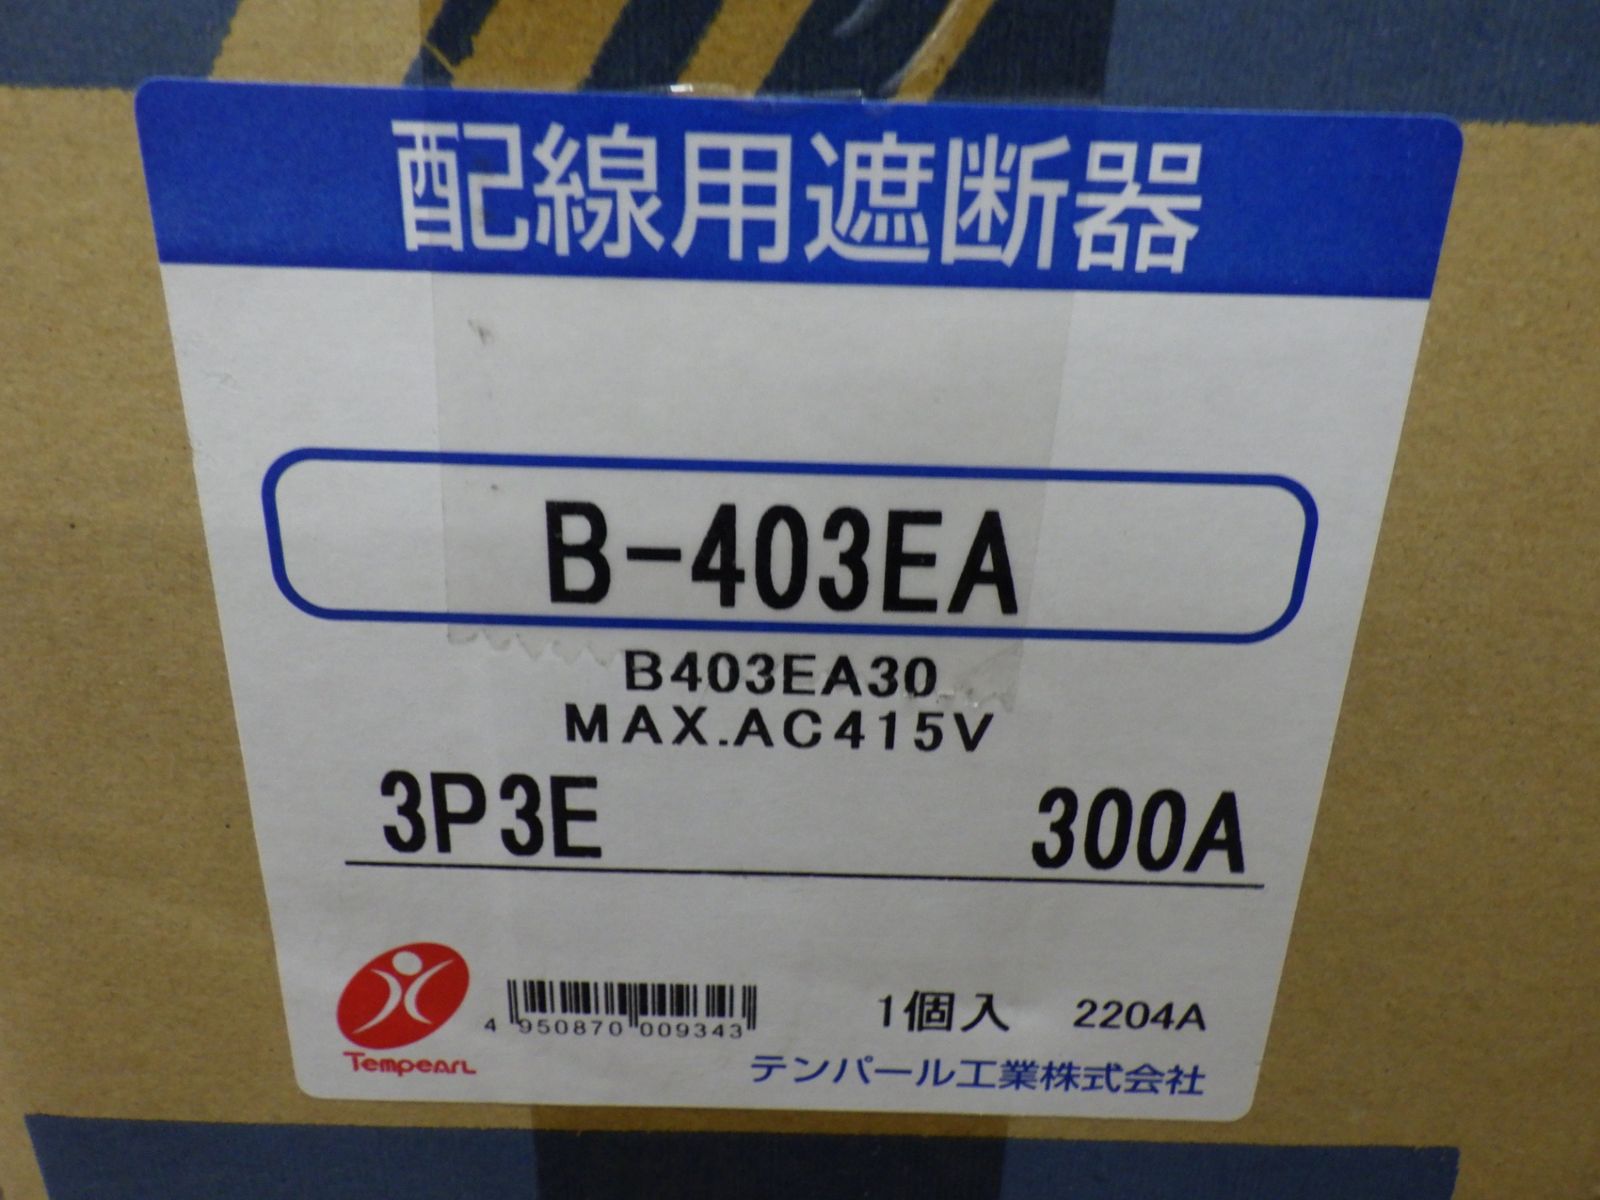 配線用遮断器
B-403EA
B403EA30
MAX.AC415V
3P3E 300A
Tempearl
4 950870 009343
1個入 2204A
テンパール工業株式会社